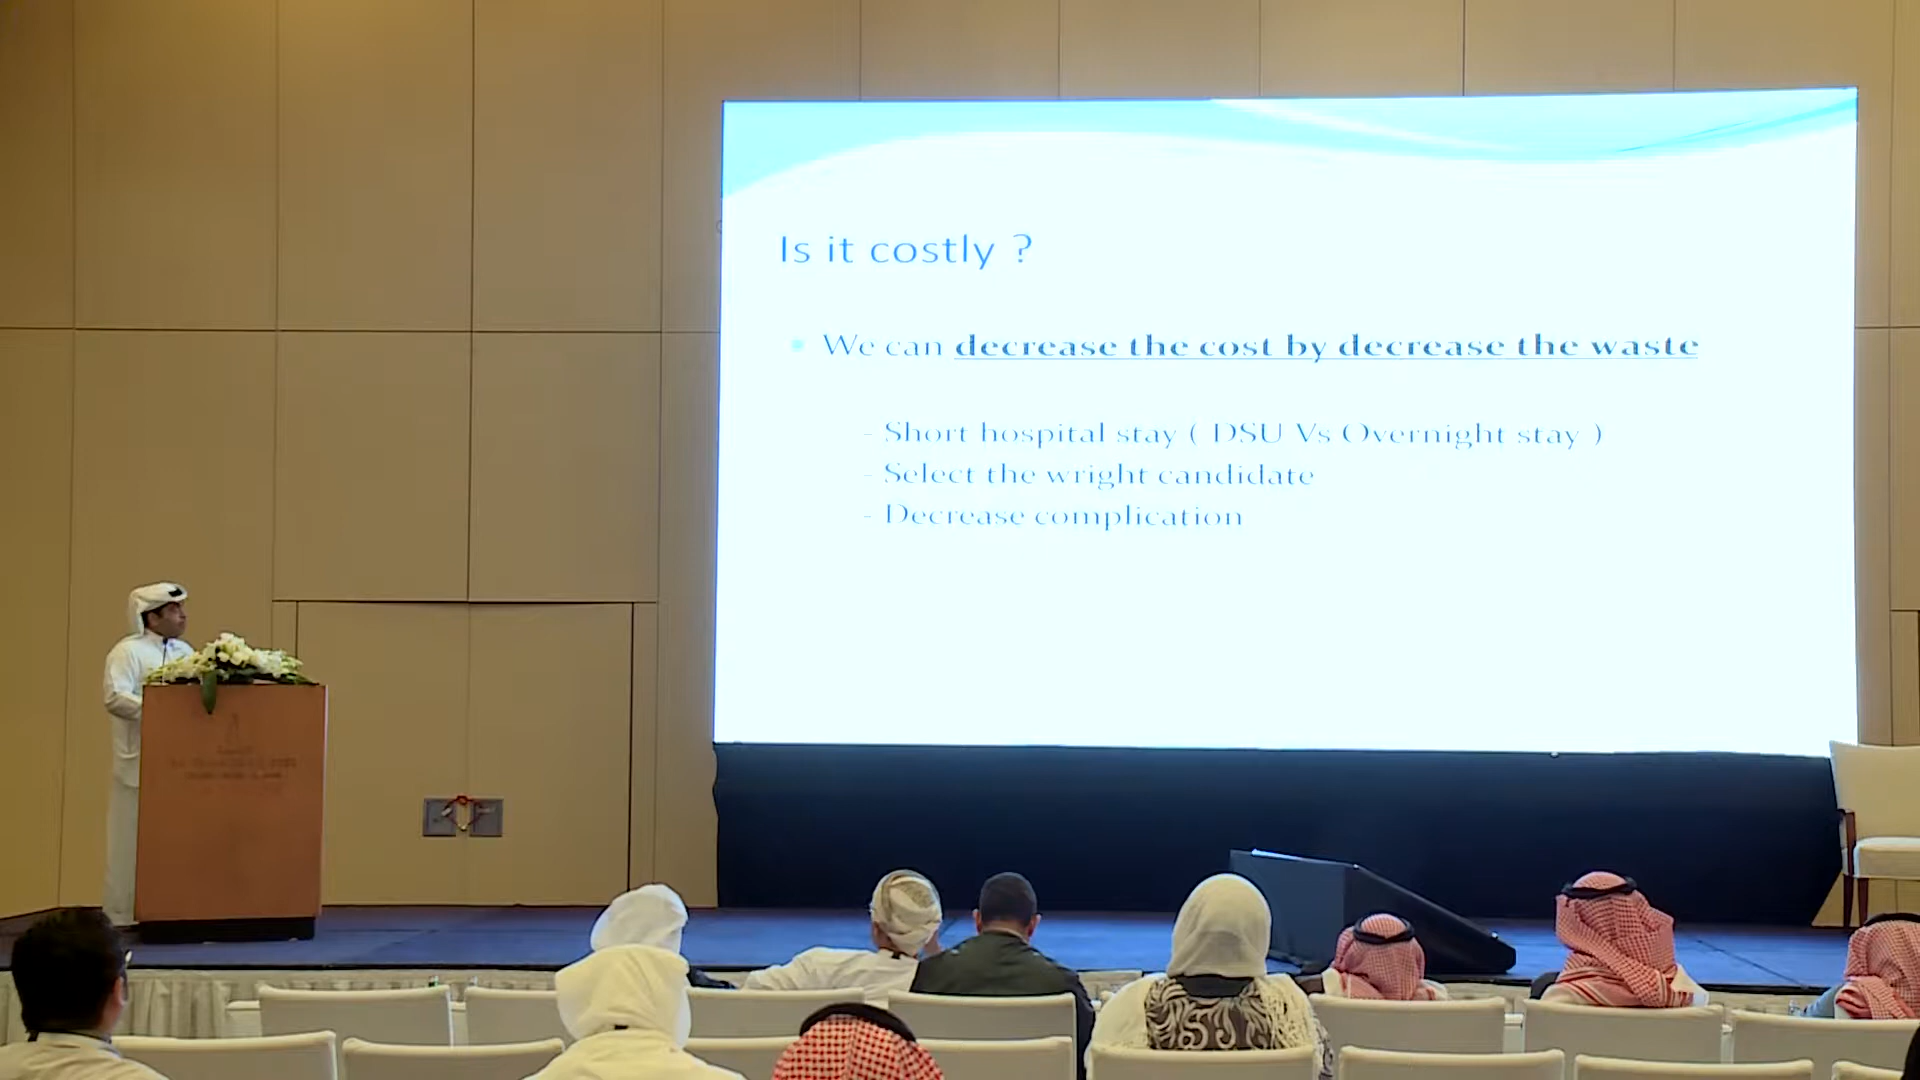 Is it costly ?
• We can decrease the cost by decrease the waste
- Short hospital stay ( DSU Vs Overnight stay )
- Select the wright candidate
- Decrease complication